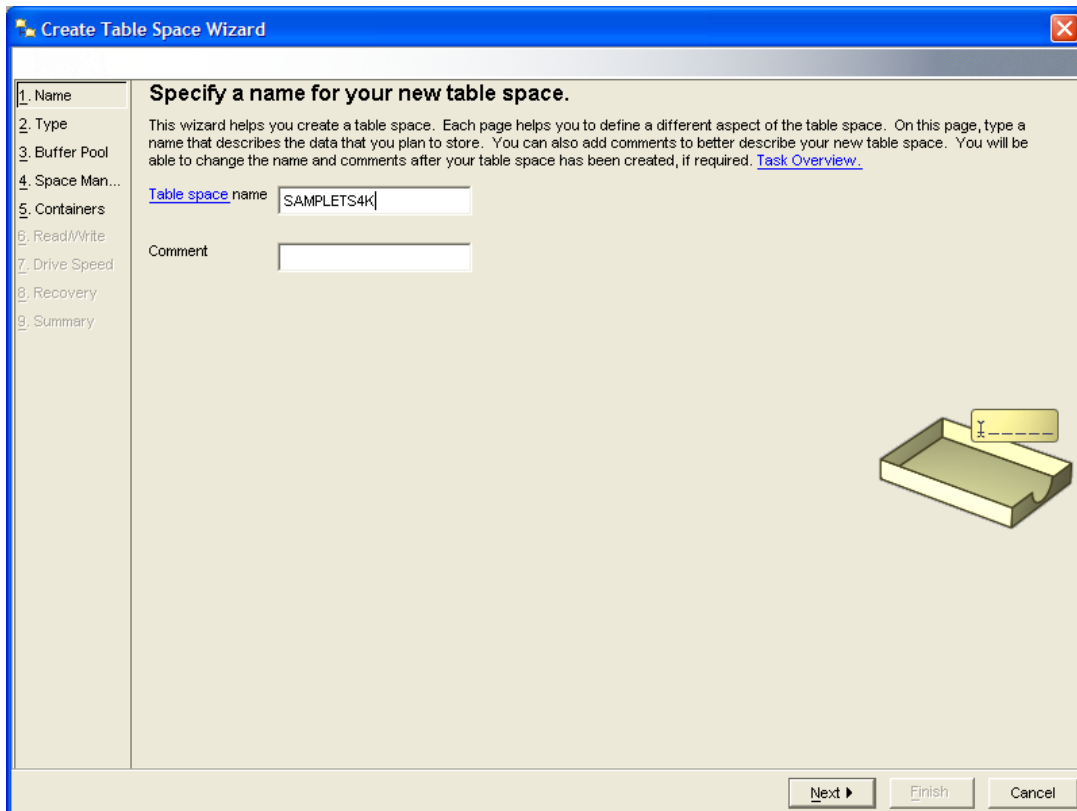 Create Table Space Wizard
1. Name
2. Type
3. Buffer Pool
4. Space Man...
5. Containers
6. Read/Write
7. Drive Speed
8. Recovery
9. Summary
Specify a name for your new table space.
This wizard helps you create a table space. Each page helps you to define a different aspect of the table space. On this page, type a
name that describes the data that you plan to store. You can also add comments to better describe your new table space. You will be
able to change the name and comments after your table space has been created, if required. Task Overview.
Table space name SAMPLETS4K
Comment
Next
Finish
Cancel